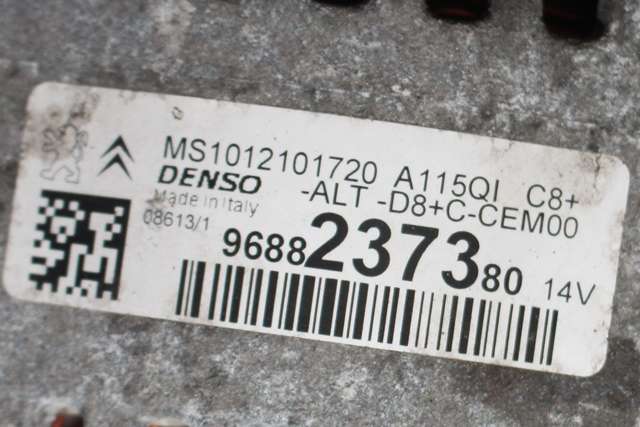 MS1012101720 A115QI C8+
DENSO -ALT -D8+C-CEM00
Made in Italy
08613/1
9688237380 14V